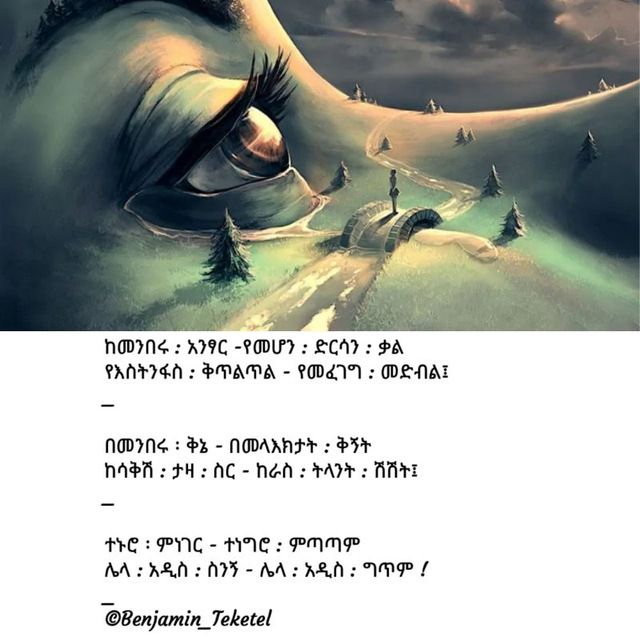 ከመንበሩ : አንፃር -የመሆን : ድርሳን : ቃል
የእስትንፋስ : ቅጥልጥል - የመፈገግ : መድብል፤
_
በመንበሩ ፡ ቅኔ - በመላእክታት : ቅኝት
ከሳቅሽ : ታዛ : ስር - ከራስ : ትላንት : ሽሽት፤
_
ተኑሮ ፡ ምነገር - ተነግሮ : ምጣጣም
ሌላ : አዲስ : ስንኝ - ሌላ : አዲስ : ግጥም !
_
©Benjamin_Teketel